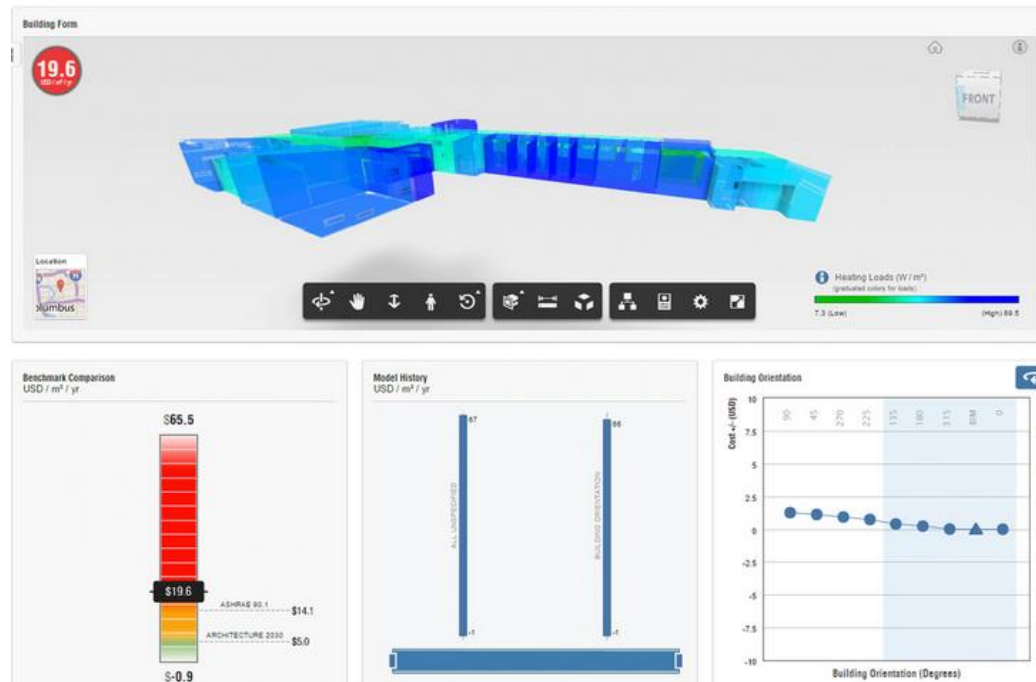 Building Form
19.6
USD / m² / yr
FRONT
Location
olumbus
Heating Loads (W / m²)
(graduated colors for loads)
7.3 (Low)
(High) 89.5
Benchmark Comparison
USD / m² / yr
$65.5
$19.6
ASHRAE 90.1
$14.1
ARCHITECTURE 2030
$5.0
$-0.9
Model History
USD / m² / yr
67
66
ALL UNSPECIFIED
BUILDING ORIENTATION
-1
-1
Building Orientation
Cost +/- (USD)
10
7.5
5
2.5
0
-2.5
-5
-7.5
-10
90
45
270
225
135
180
315
BIM
0
Building Orientation (Degrees)